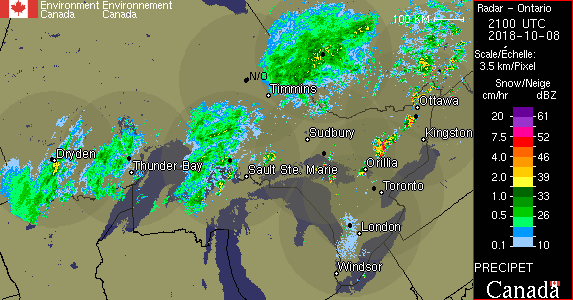 Environment Environnement
Canada Canada
100 KM
N/O
Timmins
Ottawa
Sudbury
Kingston
Dryden
Thunder Bay
Sault Ste. Marie
Orillia
Toronto
London
Windsor
Radar - Ontario
2100 UTC
2018-10-08
Scale/Échelle:
3.5 km/Pixel
Snow/Neige
cm/hr dBZ
20 61
7.5 52
4.0 46
2.0 39
1.0 33
0.5 26
0.1 10
PRECIPET
Canada